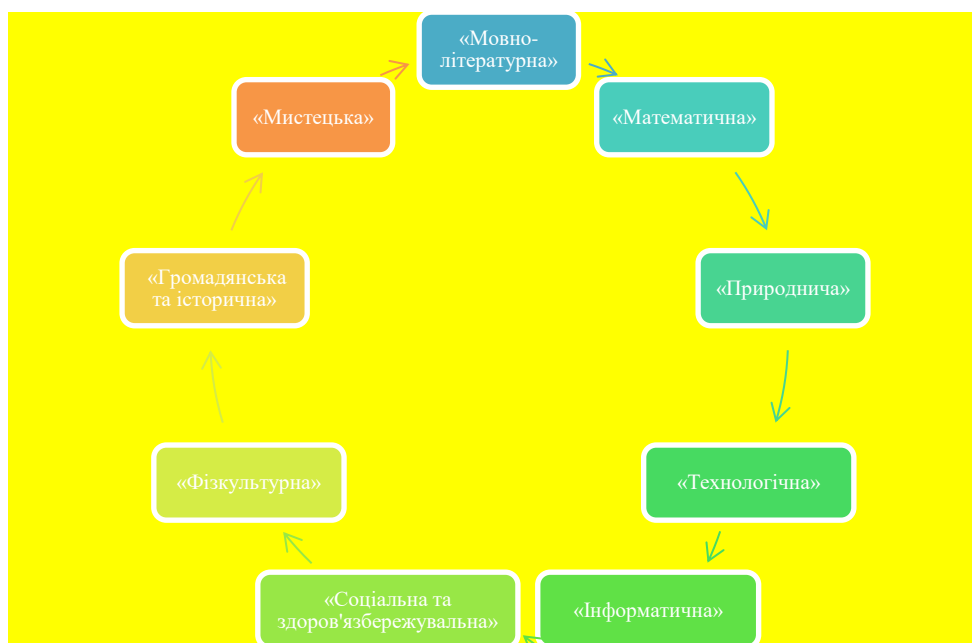 «Мовно-
літературна»
«Математична»
«Природнича»
«Технологічна»
«Інформатична»
«Соціальна та
здоров'язбережувальна»
«Фізкультурна»
«Громадянська
та історична»
«Мистецька»